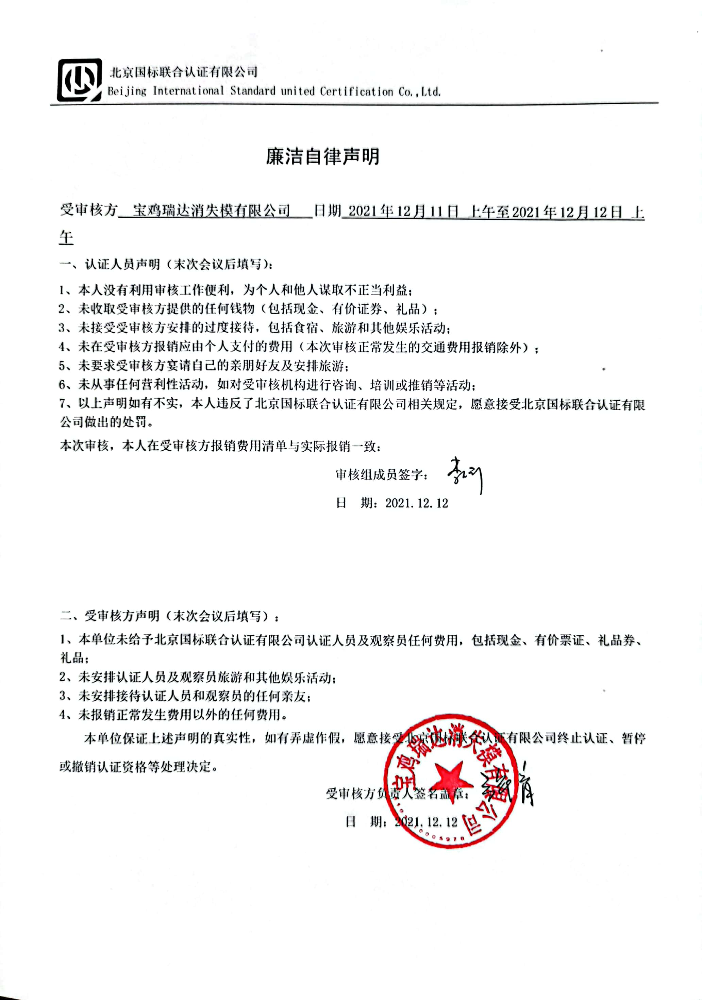 北京国标联合认证有限公司
Beijing International Standard united Certification Co.,Ltd.
廉洁自律声明
受审核方 宝鸡瑞达消失模有限公司 日期 2021年12月11日 上午至2021年12月12日 上
午
一、认证人员声明（末次会议后填写）：
1、本人没有利用审核工作便利，为个人和他人谋取不正当利益；
2、未收取受审核方提供的任何钱物（包括现金、有价证券、礼品）；
3、未接受受审核方安排的过度接待，包括食宿、旅游和其他娱乐活动；
4、未在受审核方报销应由个人支付的费用（本次审核正常发生的交通费用报销除外）；
5、未要求受审核方宴请自己的亲朋好友及安排旅游；
6、未从事任何营利性活动，如对受审核机构进行咨询、培训或推销等活动；
7、以上声明如有不实，本人违反了北京国标联合认证有限公司相关规定，愿意接受北京国标联合认证有限
公司做出的处罚。
本次审核，本人在受审核方报销费用清单与实际报销一致：
审核组成员签字：
日 期：2021.12.12
二、受审核方声明（末次会议后填写）：
1、本单位未给予北京国标联合认证有限公司认证人员及观察员任何费用，包括现金、有价票证、礼品券、
礼品；
2、未安排认证人员及观察员旅游和其他娱乐活动；
3、未安排接待认证人员和观察员的任何亲友；
4、未报销正常发生费用以外的任何费用。
本单位保证上述声明的真实性，如有弄虚作假，愿意接受北京国标联合认证有限公司终止认证、暂停
或撤销认证资格等处理决定。
宝鸡瑞达消失模有限公司
受审核方负责人签名盖章：
日 期：2021.12.12